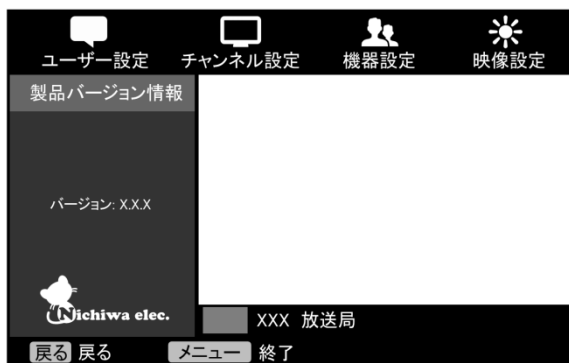 ユーザー設定 チャンネル設定 機器設定 映像設定
製品バージョン情報
バージョン: X.X.X
Nichiwa elec.
XXX 放送局
戻る 戻る メニュー 終了